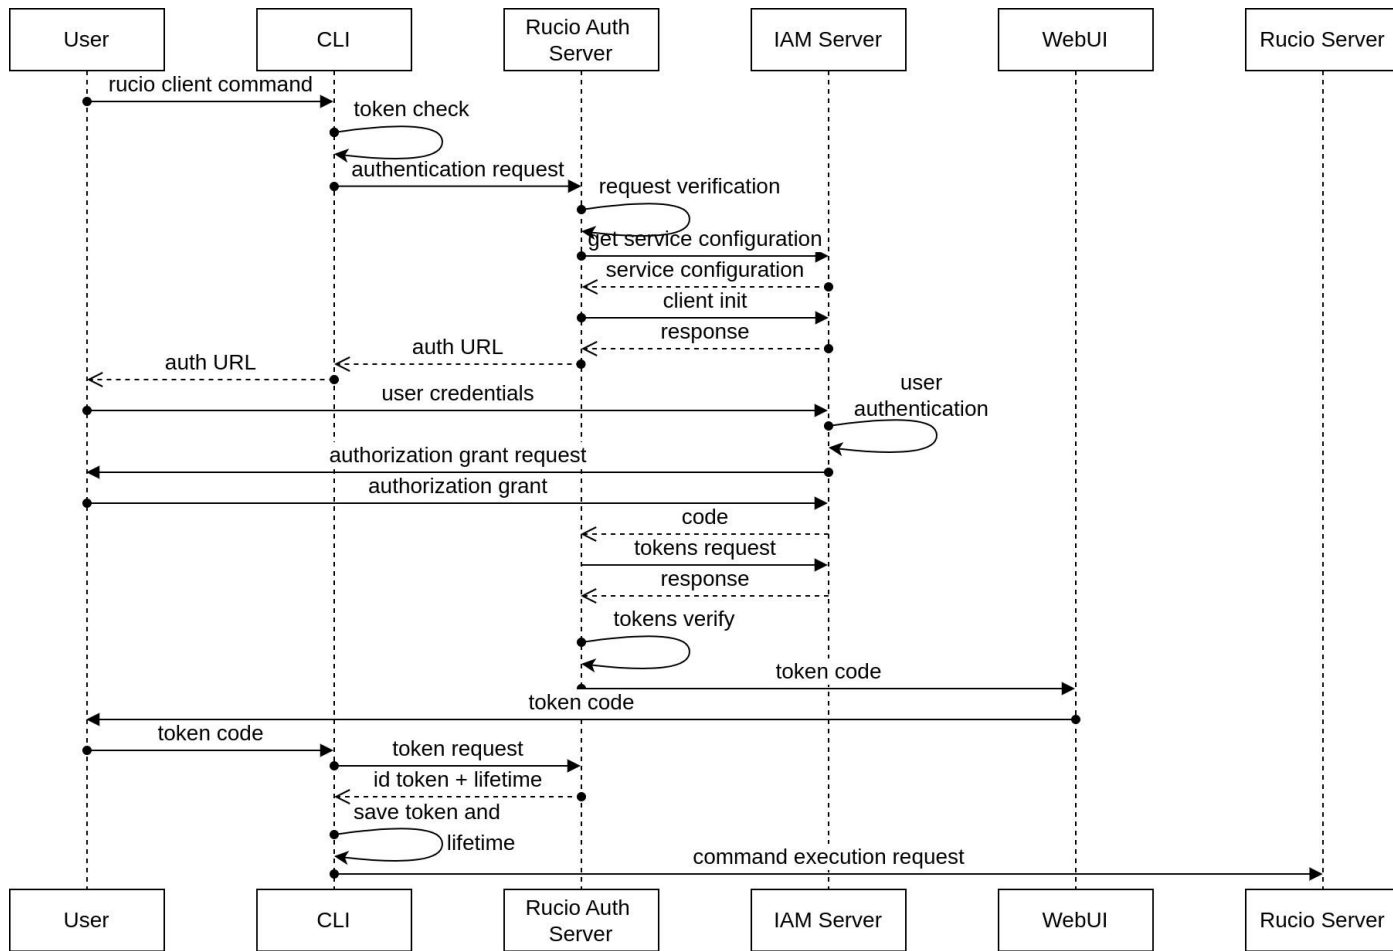 User
CLI
Rucio Auth
Server
IAM Server
WebUI
Rucio Server
rucio client command
token check
authentication request
request verification
get service configuration
service configuration
client init
response
auth URL
auth URL
user
authentication
user credentials
authorization grant request
authorization grant
code
tokens request
response
tokens verify
token code
token code
token code
token request
id token + lifetime
save token and
lifetime
command execution request
User
CLI
Rucio Auth
Server
IAM Server
WebUI
Rucio Server